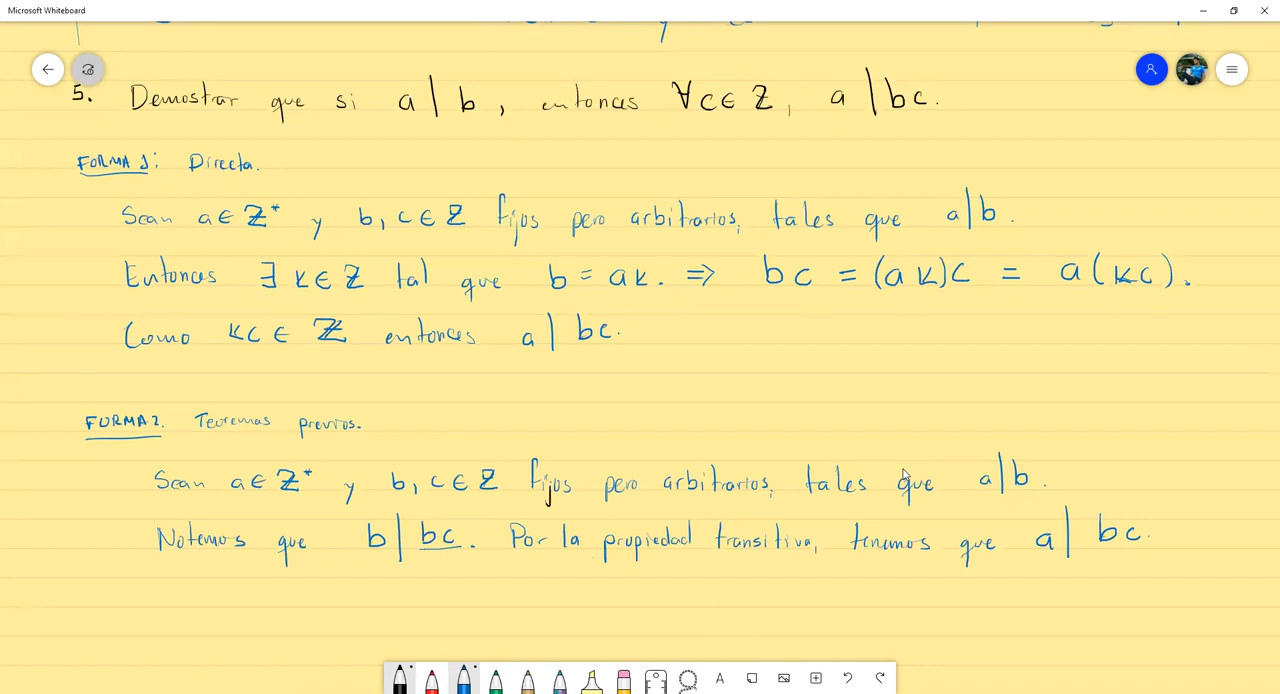 Microsoft Whiteboard
5. Demostrar que si a | b, entonces ∀c∈ℤ, a | bc.
FORMA 1: Directa.
Sean a∈ℤ* y b, c∈ℤ fijos pero arbitrarios, tales que a|b.
Entonces ∃ k∈ℤ tal que b = ak. ⇒ bc = (ak)c = a(kc).
Como kc∈ℤ entonces a | bc.
FORMA 2. Teoremas previos.
Sean a∈ℤ* y b, c∈ℤ fijos pero arbitrarios, tales que a|b.
Notemos que b | bc. Por la propiedad transitiva, tenemos que a | bc.